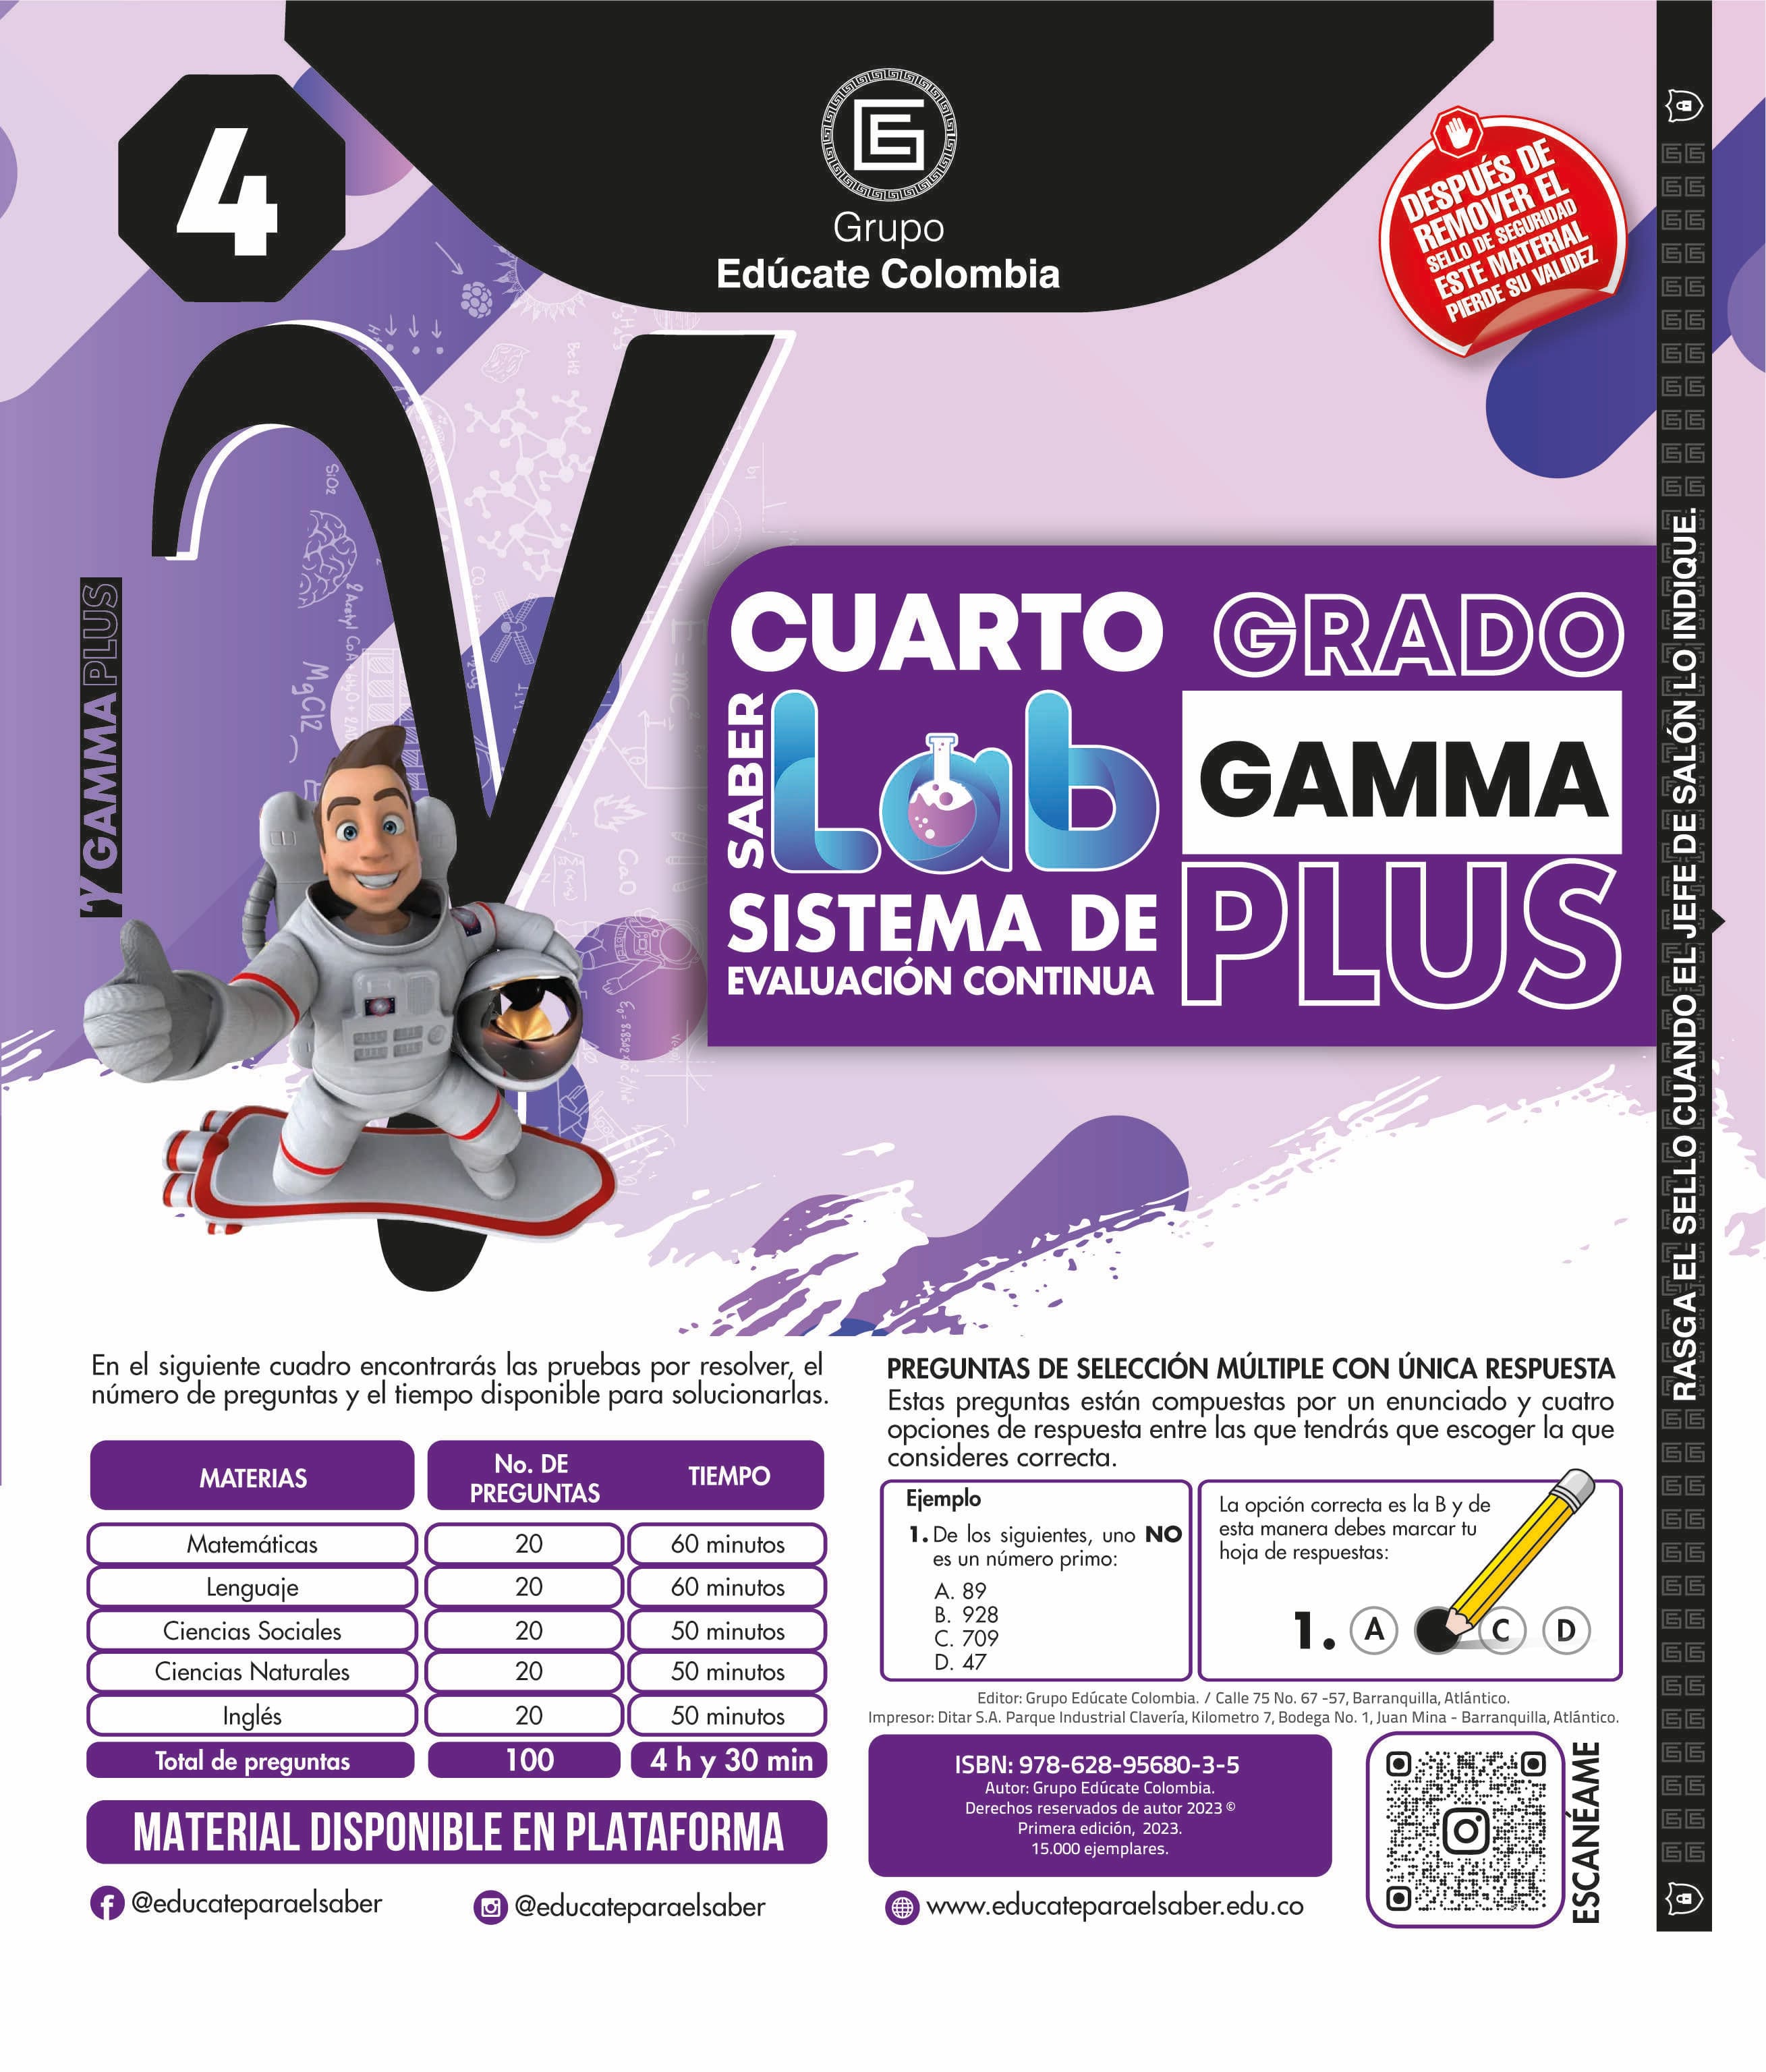 4
Grupo
Edúcate Colombia
DESPUÉS DE
REMOVER EL
SELLO DE SEGURIDAD
ESTE MATERIAL
PIERDE SU VALIDEZ
γ GAMMA PLUS
CUARTO GRADO
SABER
Lab
GAMMA
SISTEMA DE
EVALUACIÓN CONTINUA
PLUS
SiO2
MgCl2
CaO
BeH2
RASGA EL SELLO CUANDO EL JEFE DE SALÓN LO INDIQUE.
En el siguiente cuadro encontrarás las pruebas por resolver, el
número de preguntas y el tiempo disponible para solucionarlas.
MATERIAS No. DE PREGUNTAS TIEMPO
Matemáticas 20 60 minutos
Lenguaje 20 60 minutos
Ciencias Sociales 20 50 minutos
Ciencias Naturales 20 50 minutos
Inglés 20 50 minutos
Total de preguntas 100 4 h y 30 min
MATERIAL DISPONIBLE EN PLATAFORMA
@educateparaelsaber
@educateparaelsaber
PREGUNTAS DE SELECCIÓN MÚLTIPLE CON ÚNICA RESPUESTA
Estas preguntas están compuestas por un enunciado y cuatro
opciones de respuesta entre las que tendrás que escoger la que
consideres correcta.
Ejemplo
1. De los siguientes, uno NO
es un número primo:
A. 89
B. 928
C. 709
D. 47
La opción correcta es la B y de
esta manera debes marcar tu
hoja de respuestas:
1. A C D
Editor: Grupo Edúcate Colombia. / Calle 75 No. 67 -57, Barranquilla, Atlántico.
Impresor: Ditar S.A. Parque Industrial Clavería, Kilometro 7, Bodega No. 1, Juan Mina - Barranquilla, Atlántico.
ISBN: 978-628-95680-3-5
Autor: Grupo Edúcate Colombia.
Derechos reservados de autor 2023 ©
Primera edición, 2023.
15.000 ejemplares.
ESCANÉAME
www.educateparaelsaber.edu.co